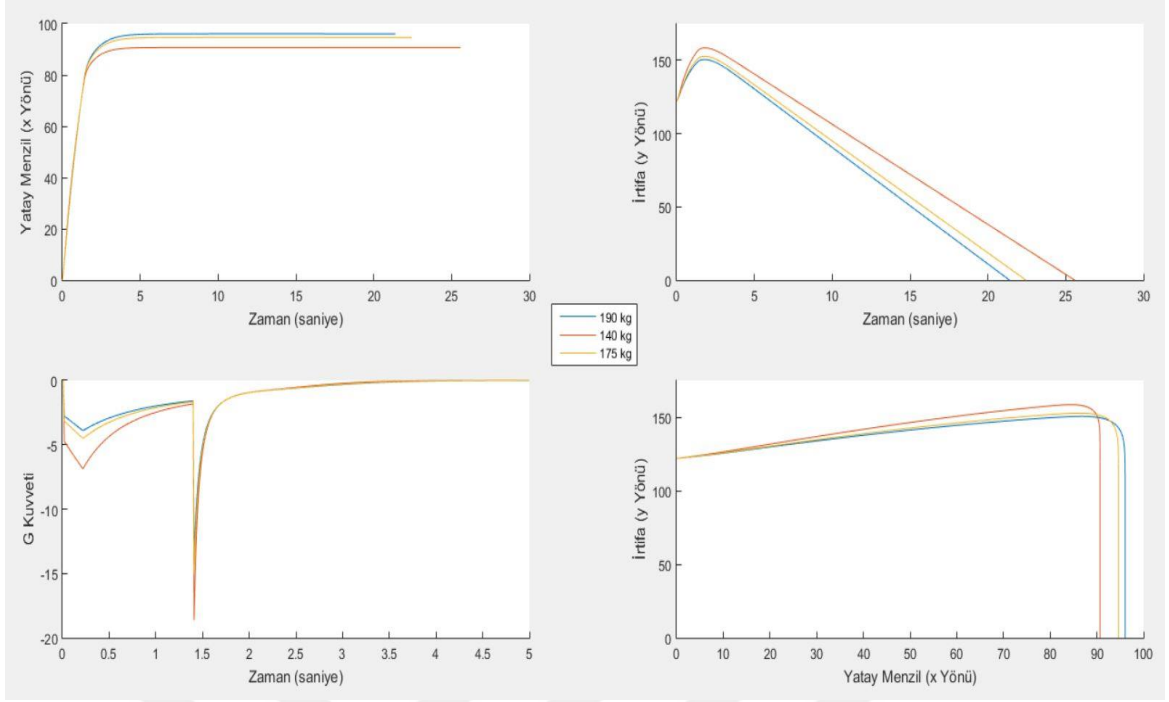 100
80
60
40
20
0
Yatay Menzil (x Yönü)
0 5 10 15 20 25 30
Zaman (saniye)
150
100
50
0
İrtifa (y Yönü)
0 5 10 15 20 25 30
Zaman (saniye)
190 kg
140 kg
175 kg
0
-5
-10
-15
-20
G Kuvveti
0 0.5 1 1.5 2 2.5 3 3.5 4 4.5 5
Zaman (saniye)
150
100
50
0
İrtifa (y Yönü)
0 10 20 30 40 50 60 70 80 90 100
Yatay Menzil (x Yönü)